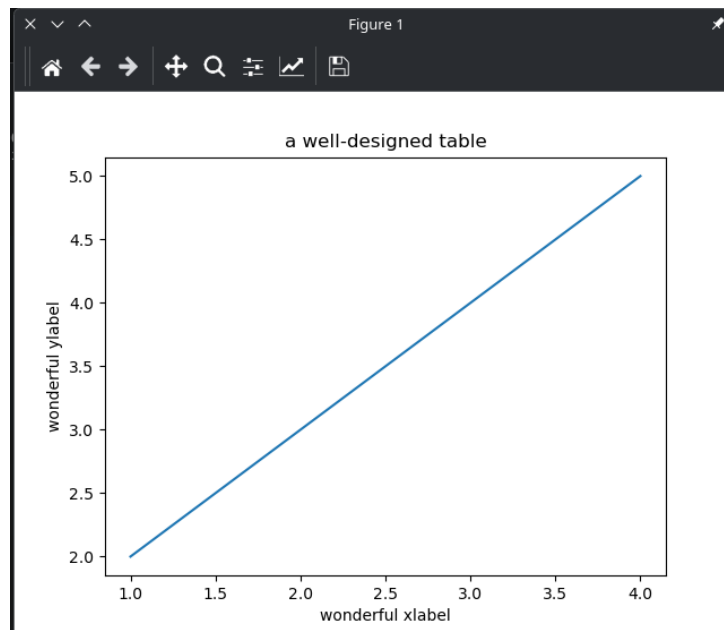 Figure 1
a well-designed table
5.0
4.5
4.0
3.5
3.0
2.5
2.0
wonderful ylabel
1.0 1.5 2.0 2.5 3.0 3.5 4.0
wonderful xlabel